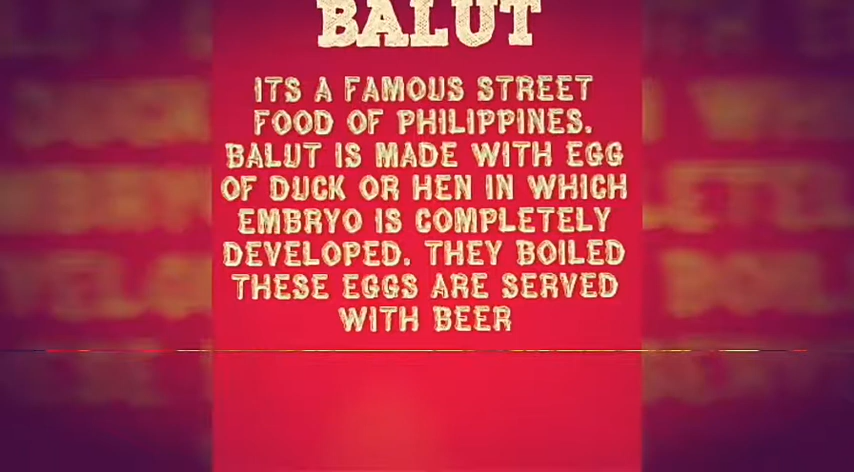 BALUT
ITS A FAMOUS STREET
FOOD OF PHILIPPINES.
BALUT IS MADE WITH EGG
OF DUCK OR HEN IN WHICH
EMBRYO IS COMPLETELY
DEVELOPED. THEY BOILED
THESE EGGS ARE SERVED
WITH BEER